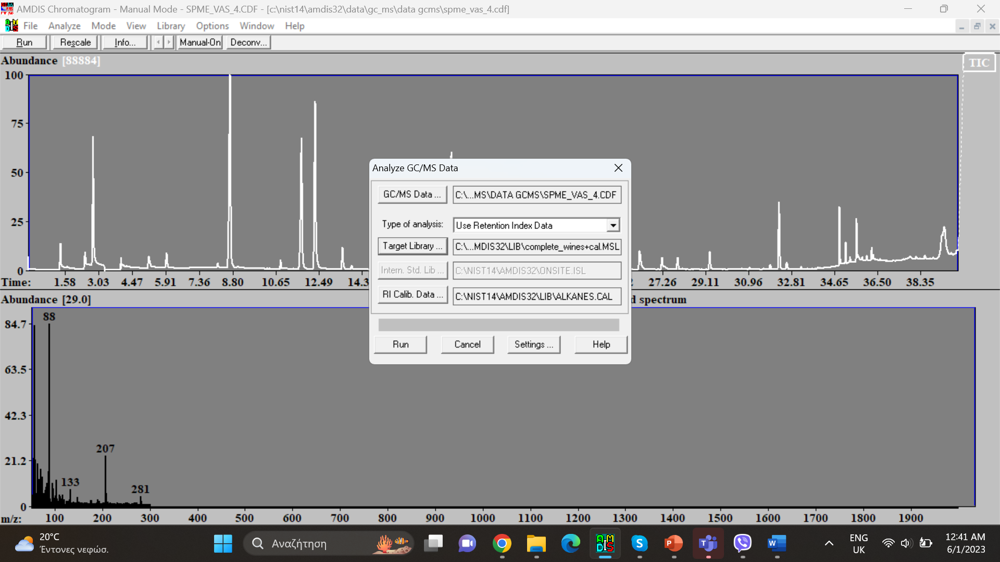 AMDIS Chromatogram - Manual Mode - SPME_VAS_4.CDF - [c:\nist14\amdis32\data\gc_ms\data gcms\spme_vas_4.cdf]
File Analyze Mode View Library Options Window Help
Run Rescale Info... Manual-On Deconv...
Abundance [88884]
TIC
100
75
50
25
0
Time: 1.58 3.03 4.47 5.91 7.36 8.80 10.65 12.49 14.3 27.26 29.11 30.96 32.81 34.65 36.50 38.35
Analyze GC/MS Data
GC/MS Data ... C:\...MS\DATA GCMS\SPME_VAS_4.CDF
Type of analysis: Use Retention Index Data
Target Library ... C:\...MDIS32\LIB\complete_wines+cal.MSL
Intern. Std. Lib ... C:\NIST14\AMDIS32\ONSITE.ISL
RI Calib. Data ... C:\NIST14\AMDIS32\LIB\ALKANES.CAL
Run Cancel Settings ... Help
Abundance [29.0] d spectrum
88
84.7
63.5
42.3
207
21.2
133
281
0
m/z: 100 200 300 400 500 600 700 800 900 1000 1100 1200 1300 1400 1500 1600 1700 1800 1900
20°C
Έντονες νεφώσ.
Αναζήτηση
ENG
UK
12:41 AM
6/1/2023